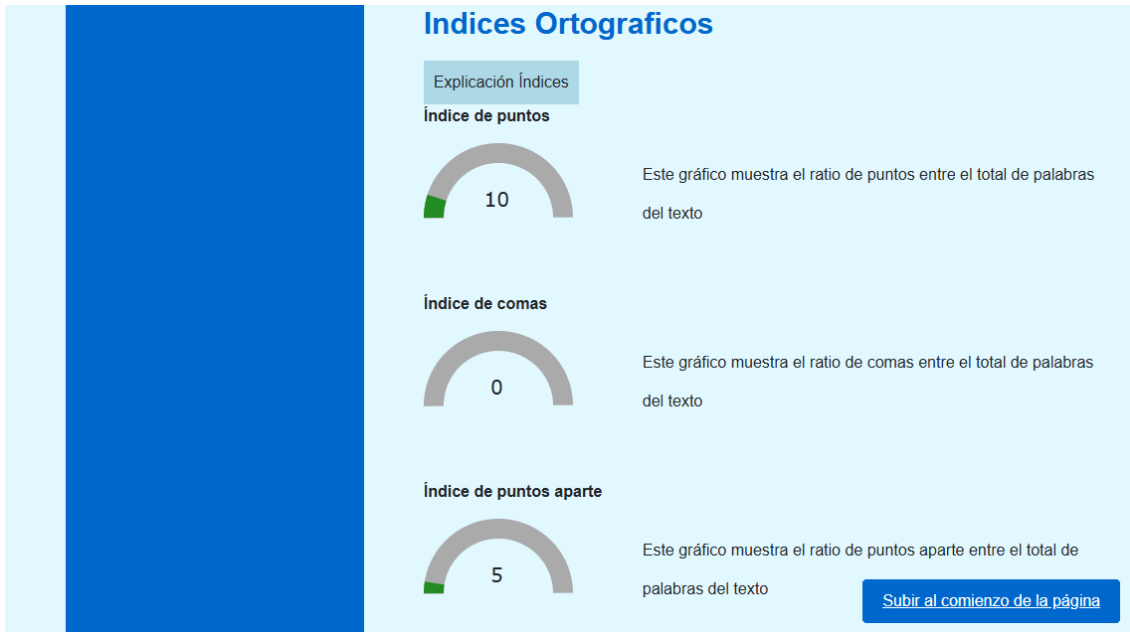 Indices Ortograficos
Explicación Índices
Índice de puntos
10
Este gráfico muestra el ratio de puntos entre el total de palabras
del texto
Índice de comas
0
Este gráfico muestra el ratio de comas entre el total de palabras
del texto
Índice de puntos aparte
5
Este gráfico muestra el ratio de puntos aparte entre el total de
palabras del texto
Subir al comienzo de la página